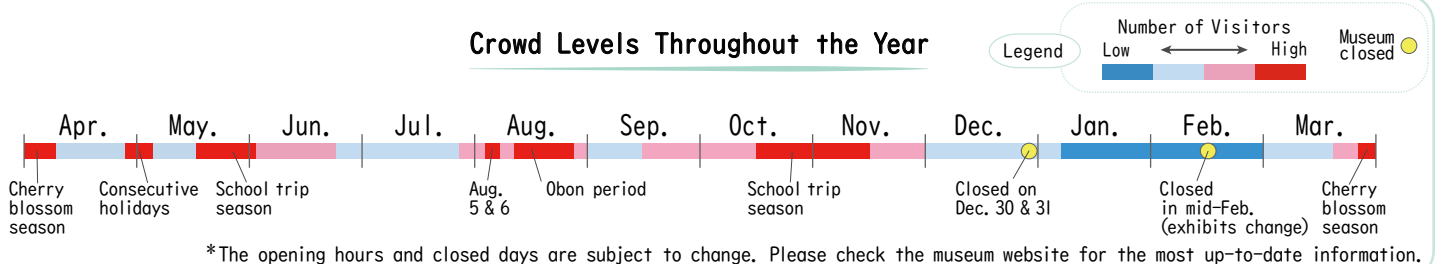 Crowd Levels Throughout the Year
Legend
Number of Visitors
Low
High
Museum
closed
Apr.
May.
Jun.
Jul.
Aug.
Sep.
Oct.
Nov.
Dec.
Jan.
Feb.
Mar.
Cherry
blossom
season
Consecutive
holidays
School trip
season
Aug.
5 & 6
Obon period
School trip
season
Closed on
Dec. 30 & 31
Closed
in mid-Feb.
(exhibits change)
Cherry
blossom
season
*The opening hours and closed days are subject to change. Please check the museum website for the most up-to-date information.